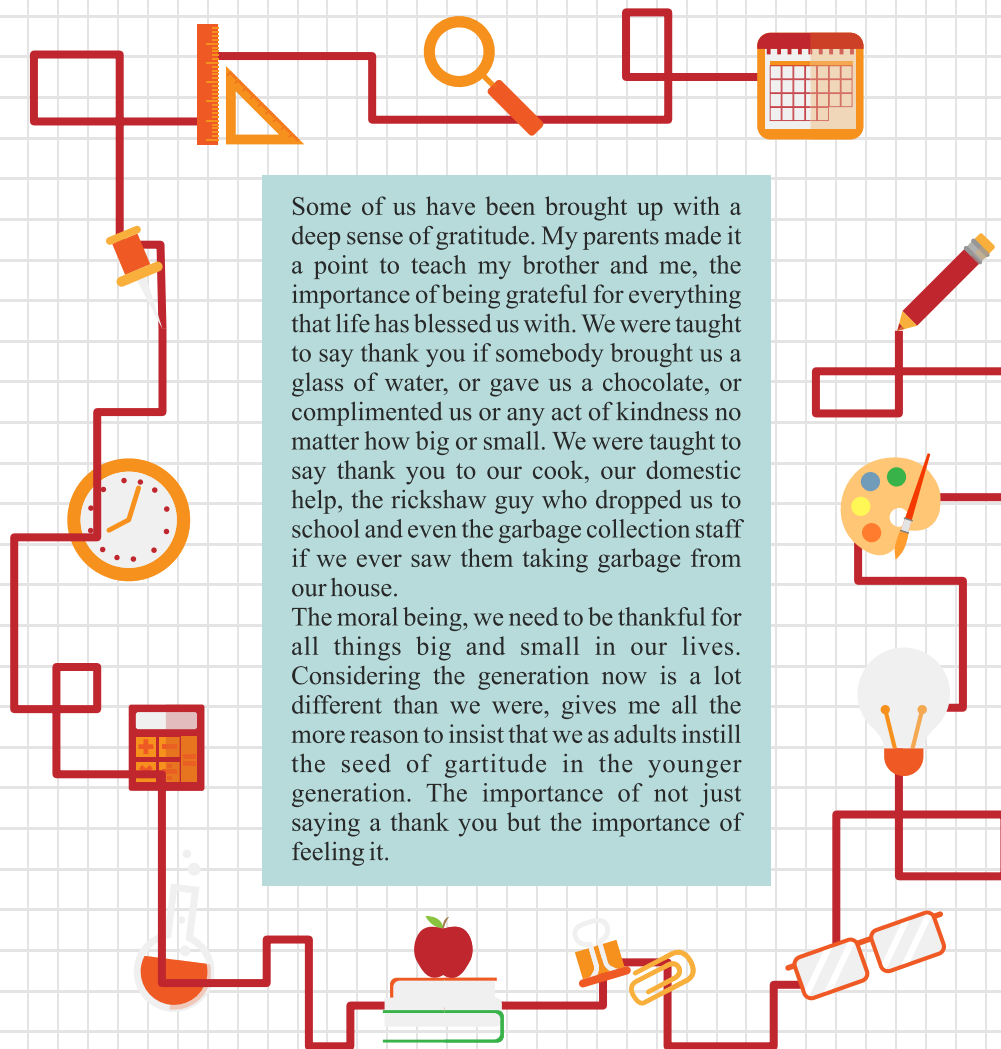 Some of us have been brought up with a
deep sense of gratitude. My parents made it
a point to teach my brother and me, the
importance of being grateful for everything
that life has blessed us with. We were taught
to say thank you if somebody brought us a
glass of water, or gave us a chocolate, or
complimented us or any act of kindness no
matter how big or small. We were taught to
say thank you to our cook, our domestic
help, the rickshaw guy who dropped us to
school and even the garbage collection staff
if we ever saw them taking garbage from
our house.
The moral being, we need to be thankful for
all things big and small in our lives.
Considering the generation now is a lot
different than we were, gives me all the
more reason to insist that we as adults instill
the seed of gartitude in the younger
generation. The importance of not just
saying a thank you but the importance of
feeling it.